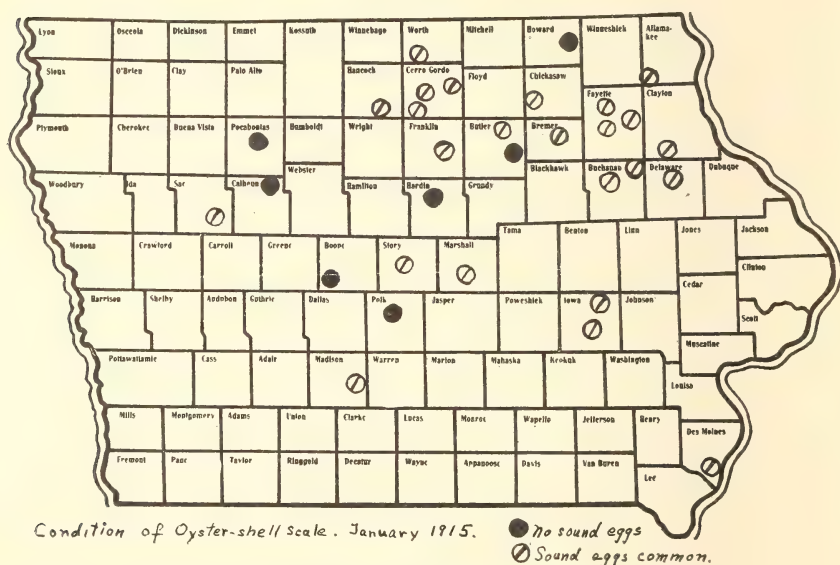 Lyon Osceola Dickinson Emmet Kossuth Winnebago Worth Mitchell Howard Winneshiek Allama-
kee
Sioux O'Brien Clay Palo Alto Hancock Cerro Gordo Floyd Chickasaw Fayette Clayton
Plymouth Cherokee Buena Vista Pocahontas Humboldt Wright Franklin Butler Bremer
Woodbury Ida Sac Calhoun Webster Hamilton Hardin Grundy Blackhawk Buchanan Delaware Dubuque
Monona Crawford Carroll Greene Boone Story Marshall Tama Benton Linn Jones Jackson
Clinton
Harrison Shelby Audubon Guthrie Dallas Polk Jasper Poweshiek Iowa Johnson Cedar
Scott
Muscatine
Pottawattamie Cass Adair Madison Warren Marion Mahaska Keokuk Washington
Louisa
Mills Montgomery Adams Union Clarke Lucas Monroe Wapello Jefferson Henry Des Moines
Fremont Page Taylor Ringgold Decatur Wayne Appanoose Davis Van Buren Lee
Condition of Oyster-shell scale. January 1915.
No sound eggs
Sound eggs common.